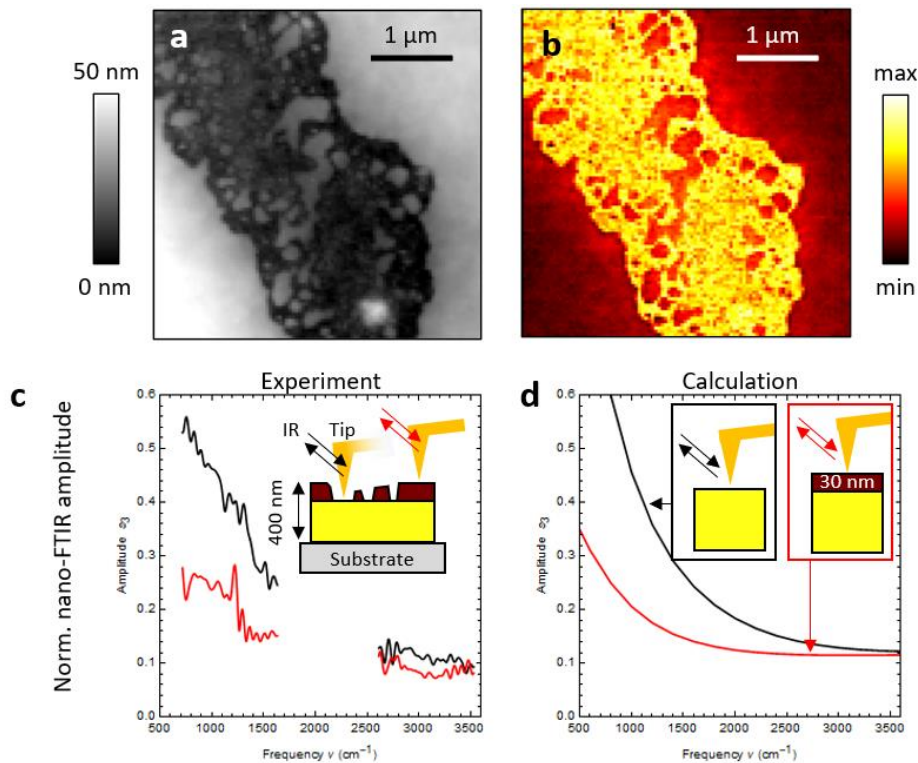 a
1 µm
50 nm
0 nm
b
1 µm
max
min
c
Experiment
Norm. nano-FTIR amplitude
Amplitude σ₃
0.6
0.5
0.4
0.3
0.2
0.1
0.0
IR Tip
400 nm
Substrate
500 1000 1500 2000 2500 3000 3500
Frequency ν (cm⁻¹)
d
Calculation
Amplitude σ₃
0.6
0.5
0.4
0.3
0.2
0.1
0.0
30 nm
500 1000 1500 2000 2500 3000 3500
Frequency ν (cm⁻¹)